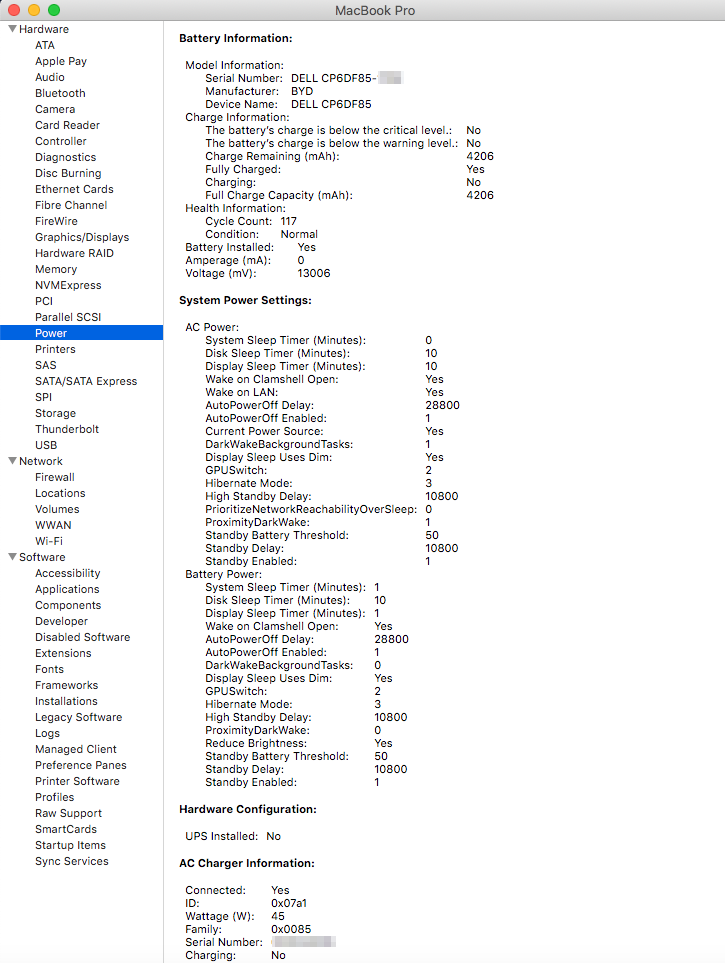 MacBook Pro
Hardware
ATA
Apple Pay
Audio
Bluetooth
Camera
Card Reader
Controller
Diagnostics
Disc Burning
Ethernet Cards
Fibre Channel
FireWire
Graphics/Displays
Hardware RAID
Memory
NVMExpress
PCI
Parallel SCSI
Power
Printers
SAS
SATA/SATA Express
SPI
Storage
Thunderbolt
USB
Network
Firewall
Locations
Volumes
WWAN
Wi-Fi
Software
Accessibility
Applications
Components
Developer
Disabled Software
Extensions
Fonts
Frameworks
Installations
Legacy Software
Logs
Managed Client
Preference Panes
Printer Software
Profiles
Raw Support
SmartCards
Startup Items
Sync Services
Battery Information:
Model Information:
Serial Number: DELL CP6DF85-
Manufacturer: BYD
Device Name: DELL CP6DF85
Charge Information:
The battery's charge is below the critical level.: No
The battery's charge is below the warning level.: No
Charge Remaining (mAh): 4206
Fully Charged: Yes
Charging: No
Full Charge Capacity (mAh): 4206
Health Information:
Cycle Count: 117
Condition: Normal
Battery Installed: Yes
Amperage (mA): 0
Voltage (mV): 13006
System Power Settings:
AC Power:
System Sleep Timer (Minutes): 0
Disk Sleep Timer (Minutes): 10
Display Sleep Timer (Minutes): 10
Wake on Clamshell Open: Yes
Wake on LAN: Yes
AutoPowerOff Delay: 28800
AutoPowerOff Enabled: 1
Current Power Source: Yes
DarkWakeBackgroundTasks: 1
Display Sleep Uses Dim: Yes
GPUSwitch: 2
Hibernate Mode: 3
High Standby Delay: 10800
PrioritizeNetworkReachabilityOverSleep: 0
ProximityDarkWake: 1
Standby Battery Threshold: 50
Standby Delay: 10800
Standby Enabled: 1
Battery Power:
System Sleep Timer (Minutes): 1
Disk Sleep Timer (Minutes): 10
Display Sleep Timer (Minutes): 1
Wake on Clamshell Open: Yes
AutoPowerOff Delay: 28800
AutoPowerOff Enabled: 1
DarkWakeBackgroundTasks: 0
Display Sleep Uses Dim: Yes
GPUSwitch: 2
Hibernate Mode: 3
High Standby Delay: 10800
ProximityDarkWake: 0
Reduce Brightness: Yes
Standby Battery Threshold: 50
Standby Delay: 10800
Standby Enabled: 1
Hardware Configuration:
UPS Installed: No
AC Charger Information:
Connected: Yes
ID: 0x07a1
Wattage (W): 45
Family: 0x0085
Serial Number:
Charging: No